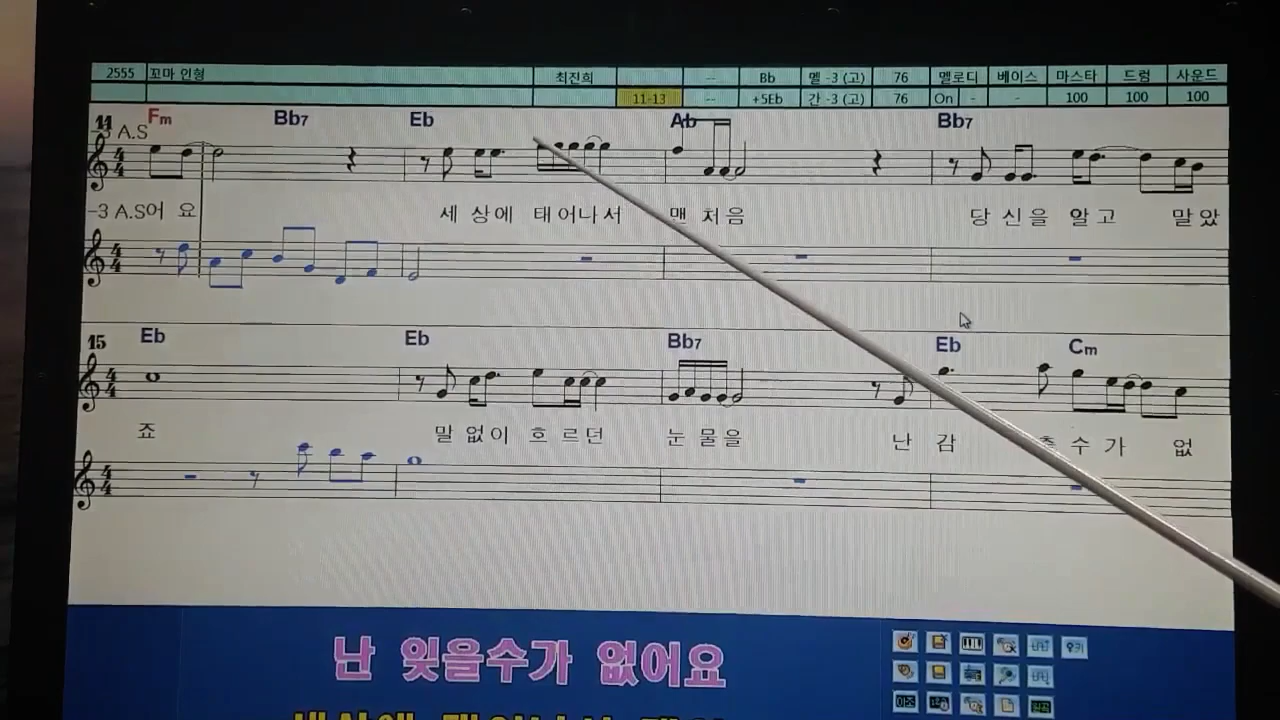 2555 꼬마 인형 최진희 -- Bb 멜 -3 (고) 76 멜로디 베이스 마스타 드럼 사운드
11-13 -- +5Eb 간 -3 (고) 76 On - - 100 100 100
11 Fm Bb7 Eb Ab Bb7
A.S
-3 A.S어 요 세 상에 태어나서 맨 처음 당 신을 알고 말았
15 Eb Eb Bb7 Eb Cm
죠 말 없이 흐르던 눈 물을 난 감 수 가 없
난 잊을수가 없어요